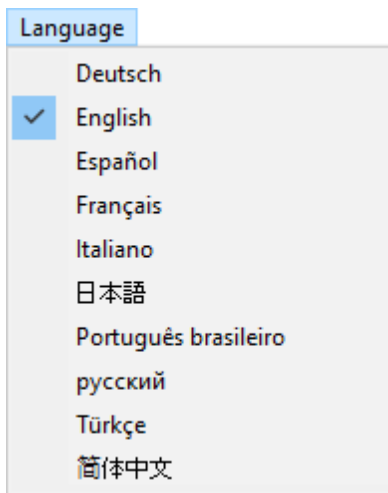 Language
Deutsch
English
Español
Français
Italiano
日本語
Português brasileiro
русский
Türkçe
简体中文